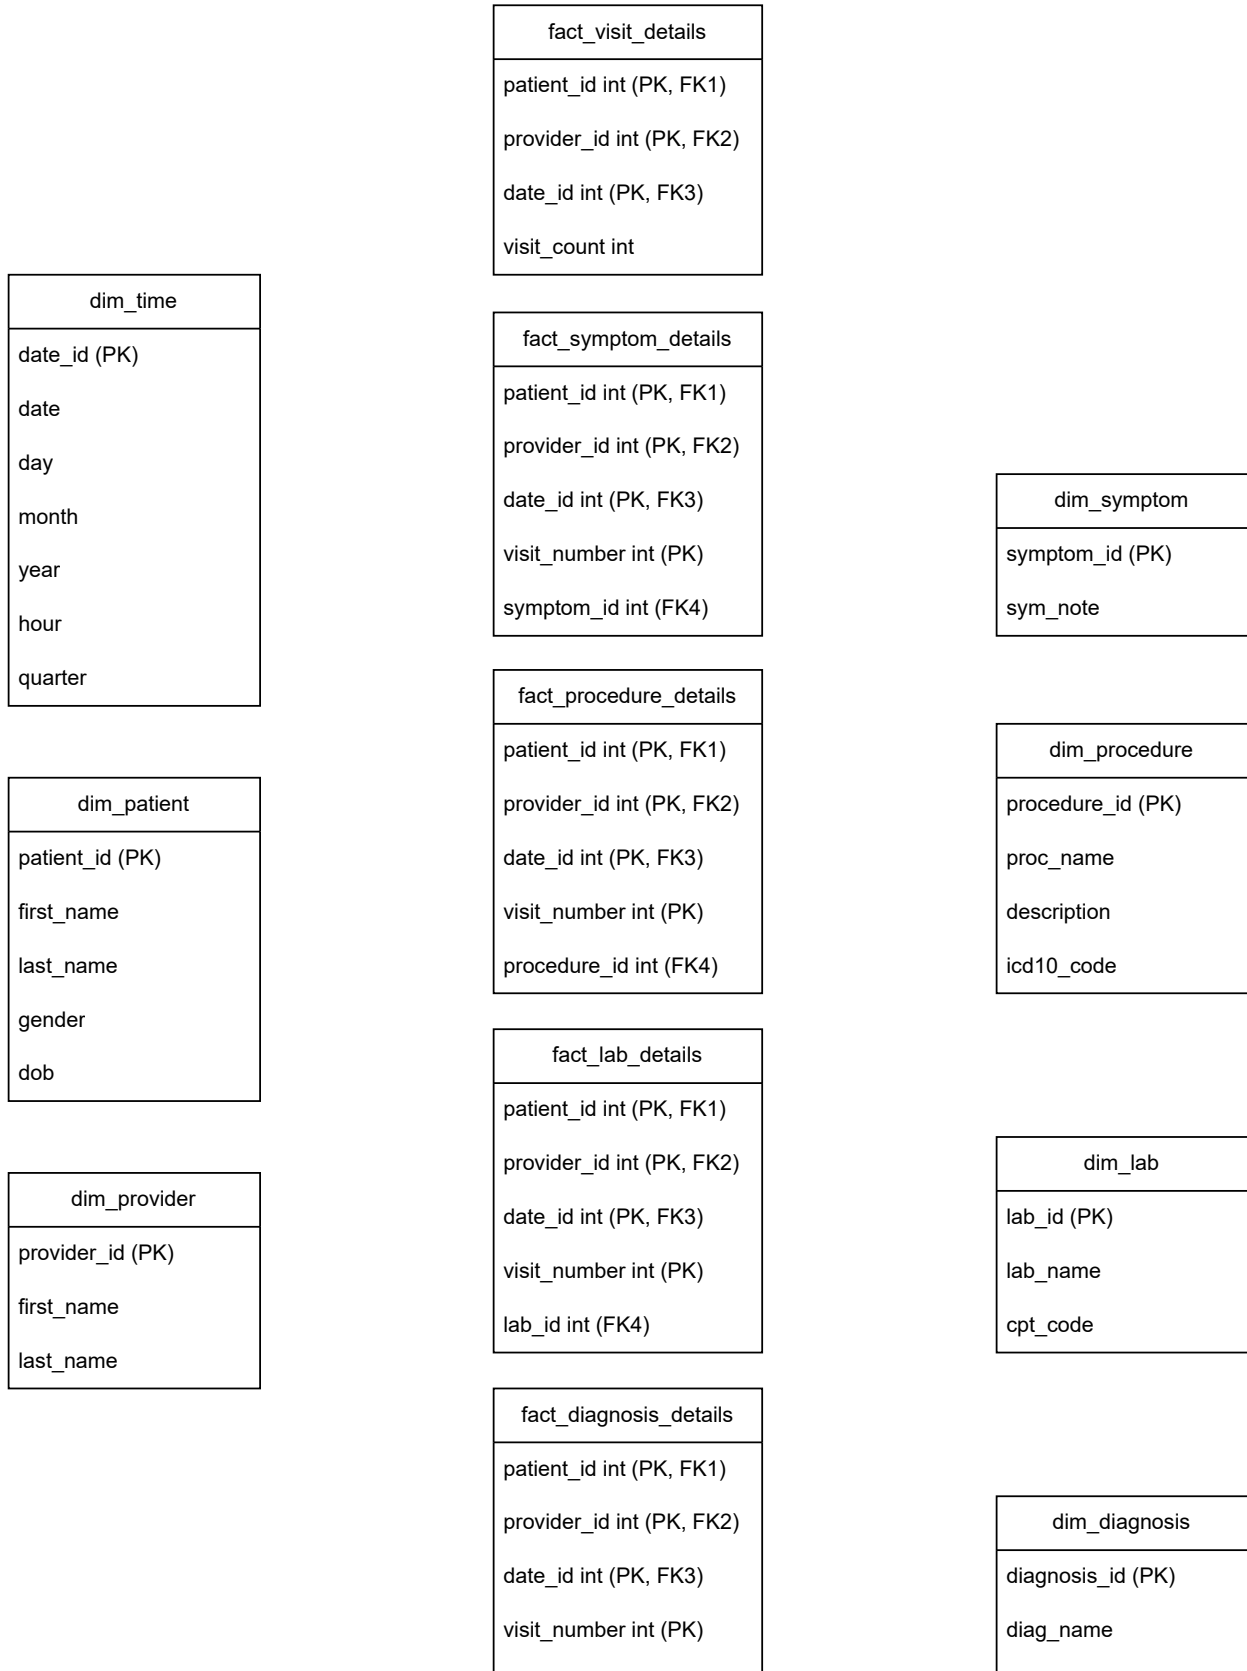 fact_visit_details
patient_id int (PK, FK1)
provider_id int (PK, FK2)
date_id int (PK, FK3)
visit_count int
dim_time
date_id (PK)
date
day
month
year
hour
quarter
fact_symptom_details
patient_id int (PK, FK1)
provider_id int (PK, FK2)
date_id int (PK, FK3)
visit_number int (PK)
symptom_id int (FK4)
dim_symptom
symptom_id (PK)
sym_note
fact_procedure_details
patient_id int (PK, FK1)
provider_id int (PK, FK2)
date_id int (PK, FK3)
visit_number int (PK)
procedure_id int (FK4)
dim_procedure
procedure_id (PK)
proc_name
description
icd10_code
dim_patient
patient_id (PK)
first_name
last_name
gender
dob
fact_lab_details
patient_id int (PK, FK1)
provider_id int (PK, FK2)
date_id int (PK, FK3)
visit_number int (PK)
lab_id int (FK4)
dim_lab
lab_id (PK)
lab_name
cpt_code
dim_provider
provider_id (PK)
first_name
last_name
fact_diagnosis_details
patient_id int (PK, FK1)
provider_id int (PK, FK2)
date_id int (PK, FK3)
visit_number int (PK)
dim_diagnosis
diagnosis_id (PK)
diag_name